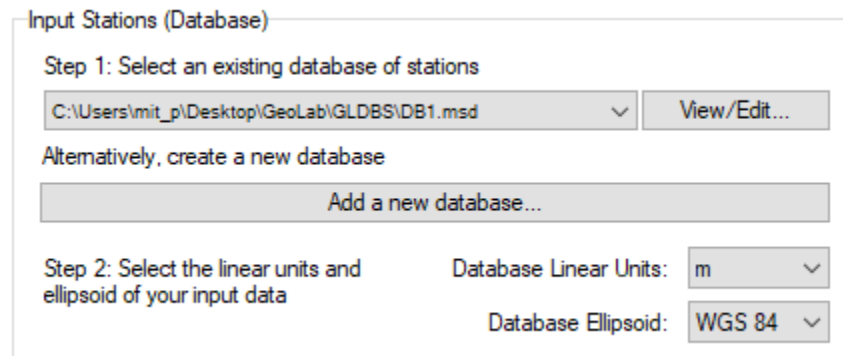 Input Stations (Database)
Step 1: Select an existing database of stations
C:\Users\mit_p\Desktop\GeoLab\GLDBS\DB1.msd
View/Edit...
Alternatively, create a new database
Add a new database...
Step 2: Select the linear units and
ellipsoid of your input data
Database Linear Units:
m
Database Ellipsoid:
WGS 84